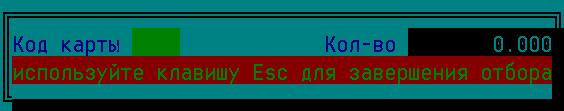 Код карты Кол-во 0.000
используйте клавишу Esc для завершения отбора